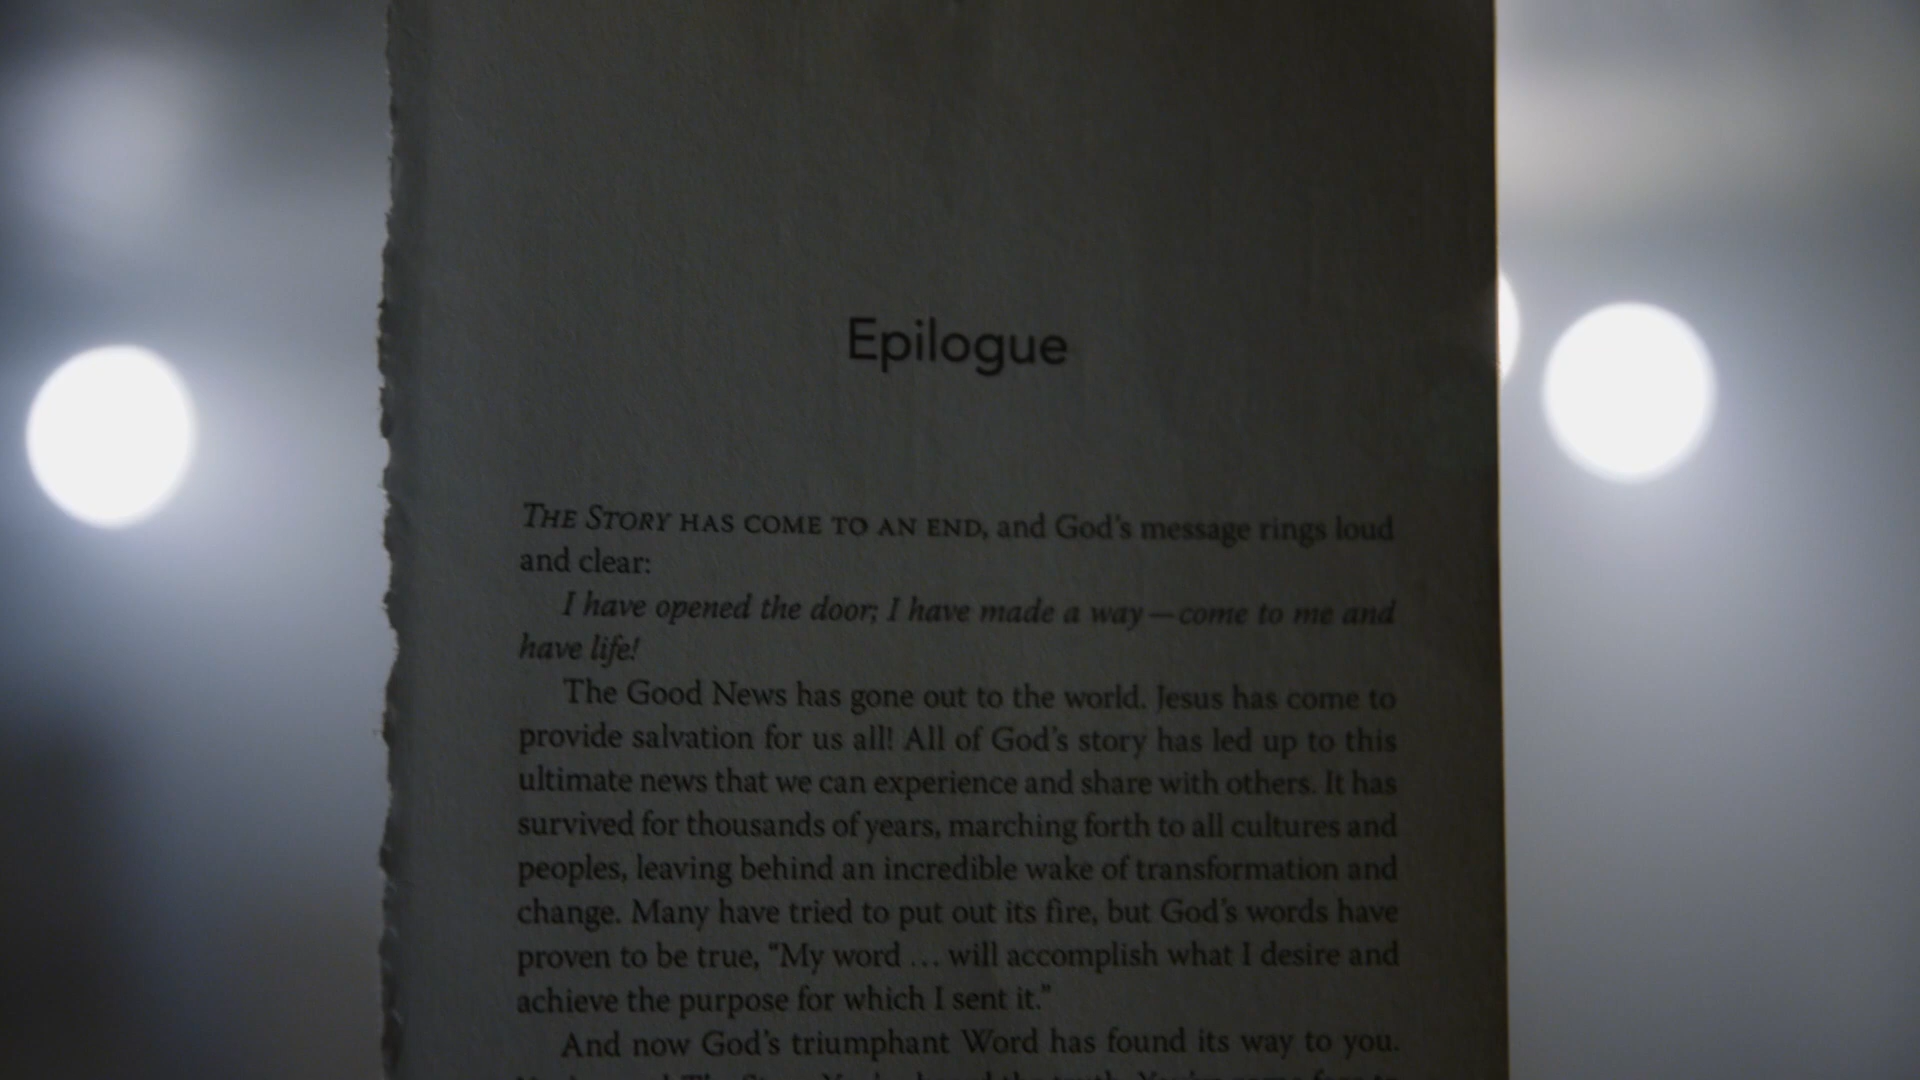 Epilogue
THE STORY HAS COME TO AN END, and God's message rings loud
and clear:
I have opened the door; I have made a way—come to me and
have life!
The Good News has gone out to the world. Jesus has come to
provide salvation for us all! All of God's story has led up to this
ultimate news that we can experience and share with others. It has
survived for thousands of years, marching forth to all cultures and
peoples, leaving behind an incredible wake of transformation and
change. Many have tried to put out its fire, but God's words have
proven to be true, "My word ... will accomplish what I desire and
achieve the purpose for which I sent it."
And now God's triumphant Word has found its way to you.